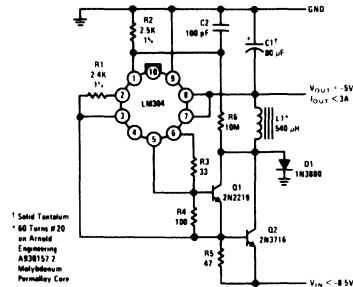 GND
R2
2.5K
1%
C2
100 pF
+
C1†
80 µF
R1
2.4K
1%
10
1
9
2
8
LM304
3
7
4
6
5
VOUT = -5V
IOUT < 3A
R6
10M
L1*
540 µH
D1
1N3880
R3
33
Q1
2N2219
R4
100
Q2
2N3716
R5
47
VIN < -8.5V
† Solid Tantalum
* 60 Turns #20
on Arnold
Engineering
A930157 2
Molybdenum
Permalloy Core